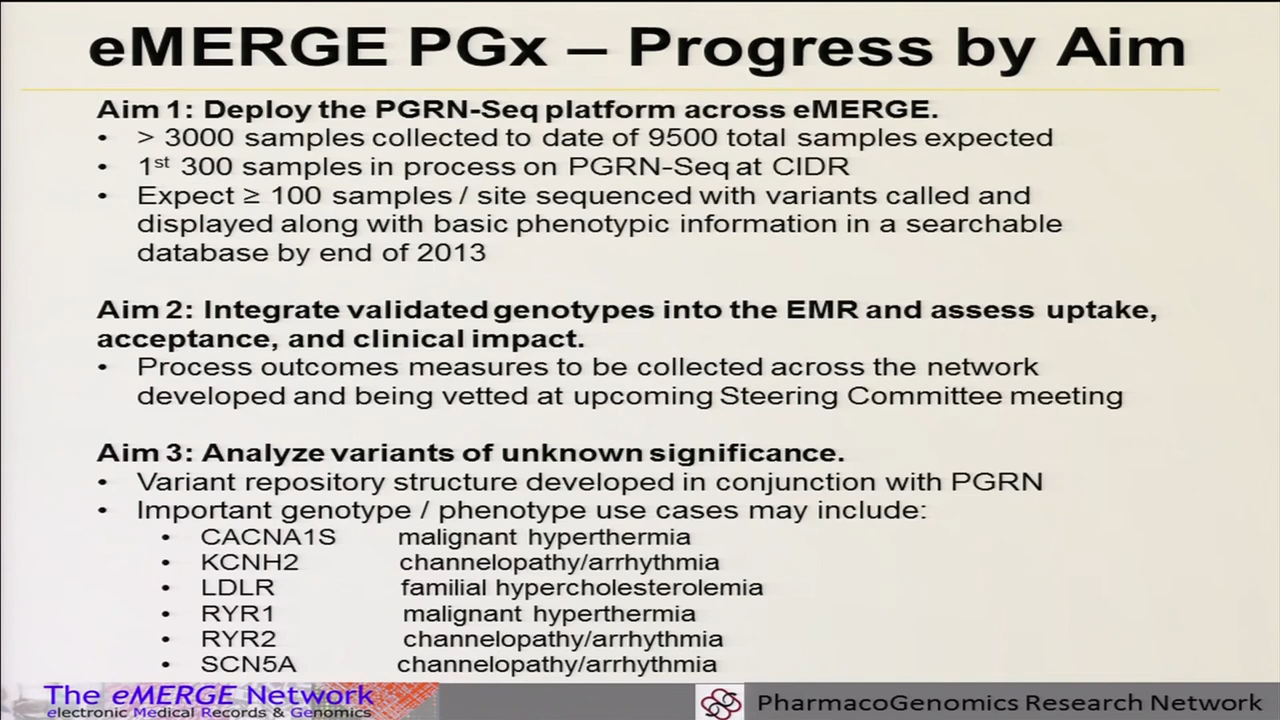 eMERGE PGx – Progress by Aim
Aim 1: Deploy the PGRN-Seq platform across eMERGE.
• > 3000 samples collected to date of 9500 total samples expected
• 1st 300 samples in process on PGRN-Seq at CIDR
• Expect ≥ 100 samples / site sequenced with variants called and
displayed along with basic phenotypic information in a searchable
database by end of 2013
Aim 2: Integrate validated genotypes into the EMR and assess uptake,
acceptance, and clinical impact.
• Process outcomes measures to be collected across the network
developed and being vetted at upcoming Steering Committee meeting
Aim 3: Analyze variants of unknown significance.
• Variant repository structure developed in conjunction with PGRN
• Important genotype / phenotype use cases may include:
• CACNA1S malignant hyperthermia
• KCNH2 channelopathy/arrhythmia
• LDLR familial hypercholesterolemia
• RYR1 malignant hyperthermia
• RYR2 channelopathy/arrhythmia
• SCN5A channelopathy/arrhythmia
The eMERGE Network
electronic Medical Records & Genomics
PharmacoGenomics Research Network